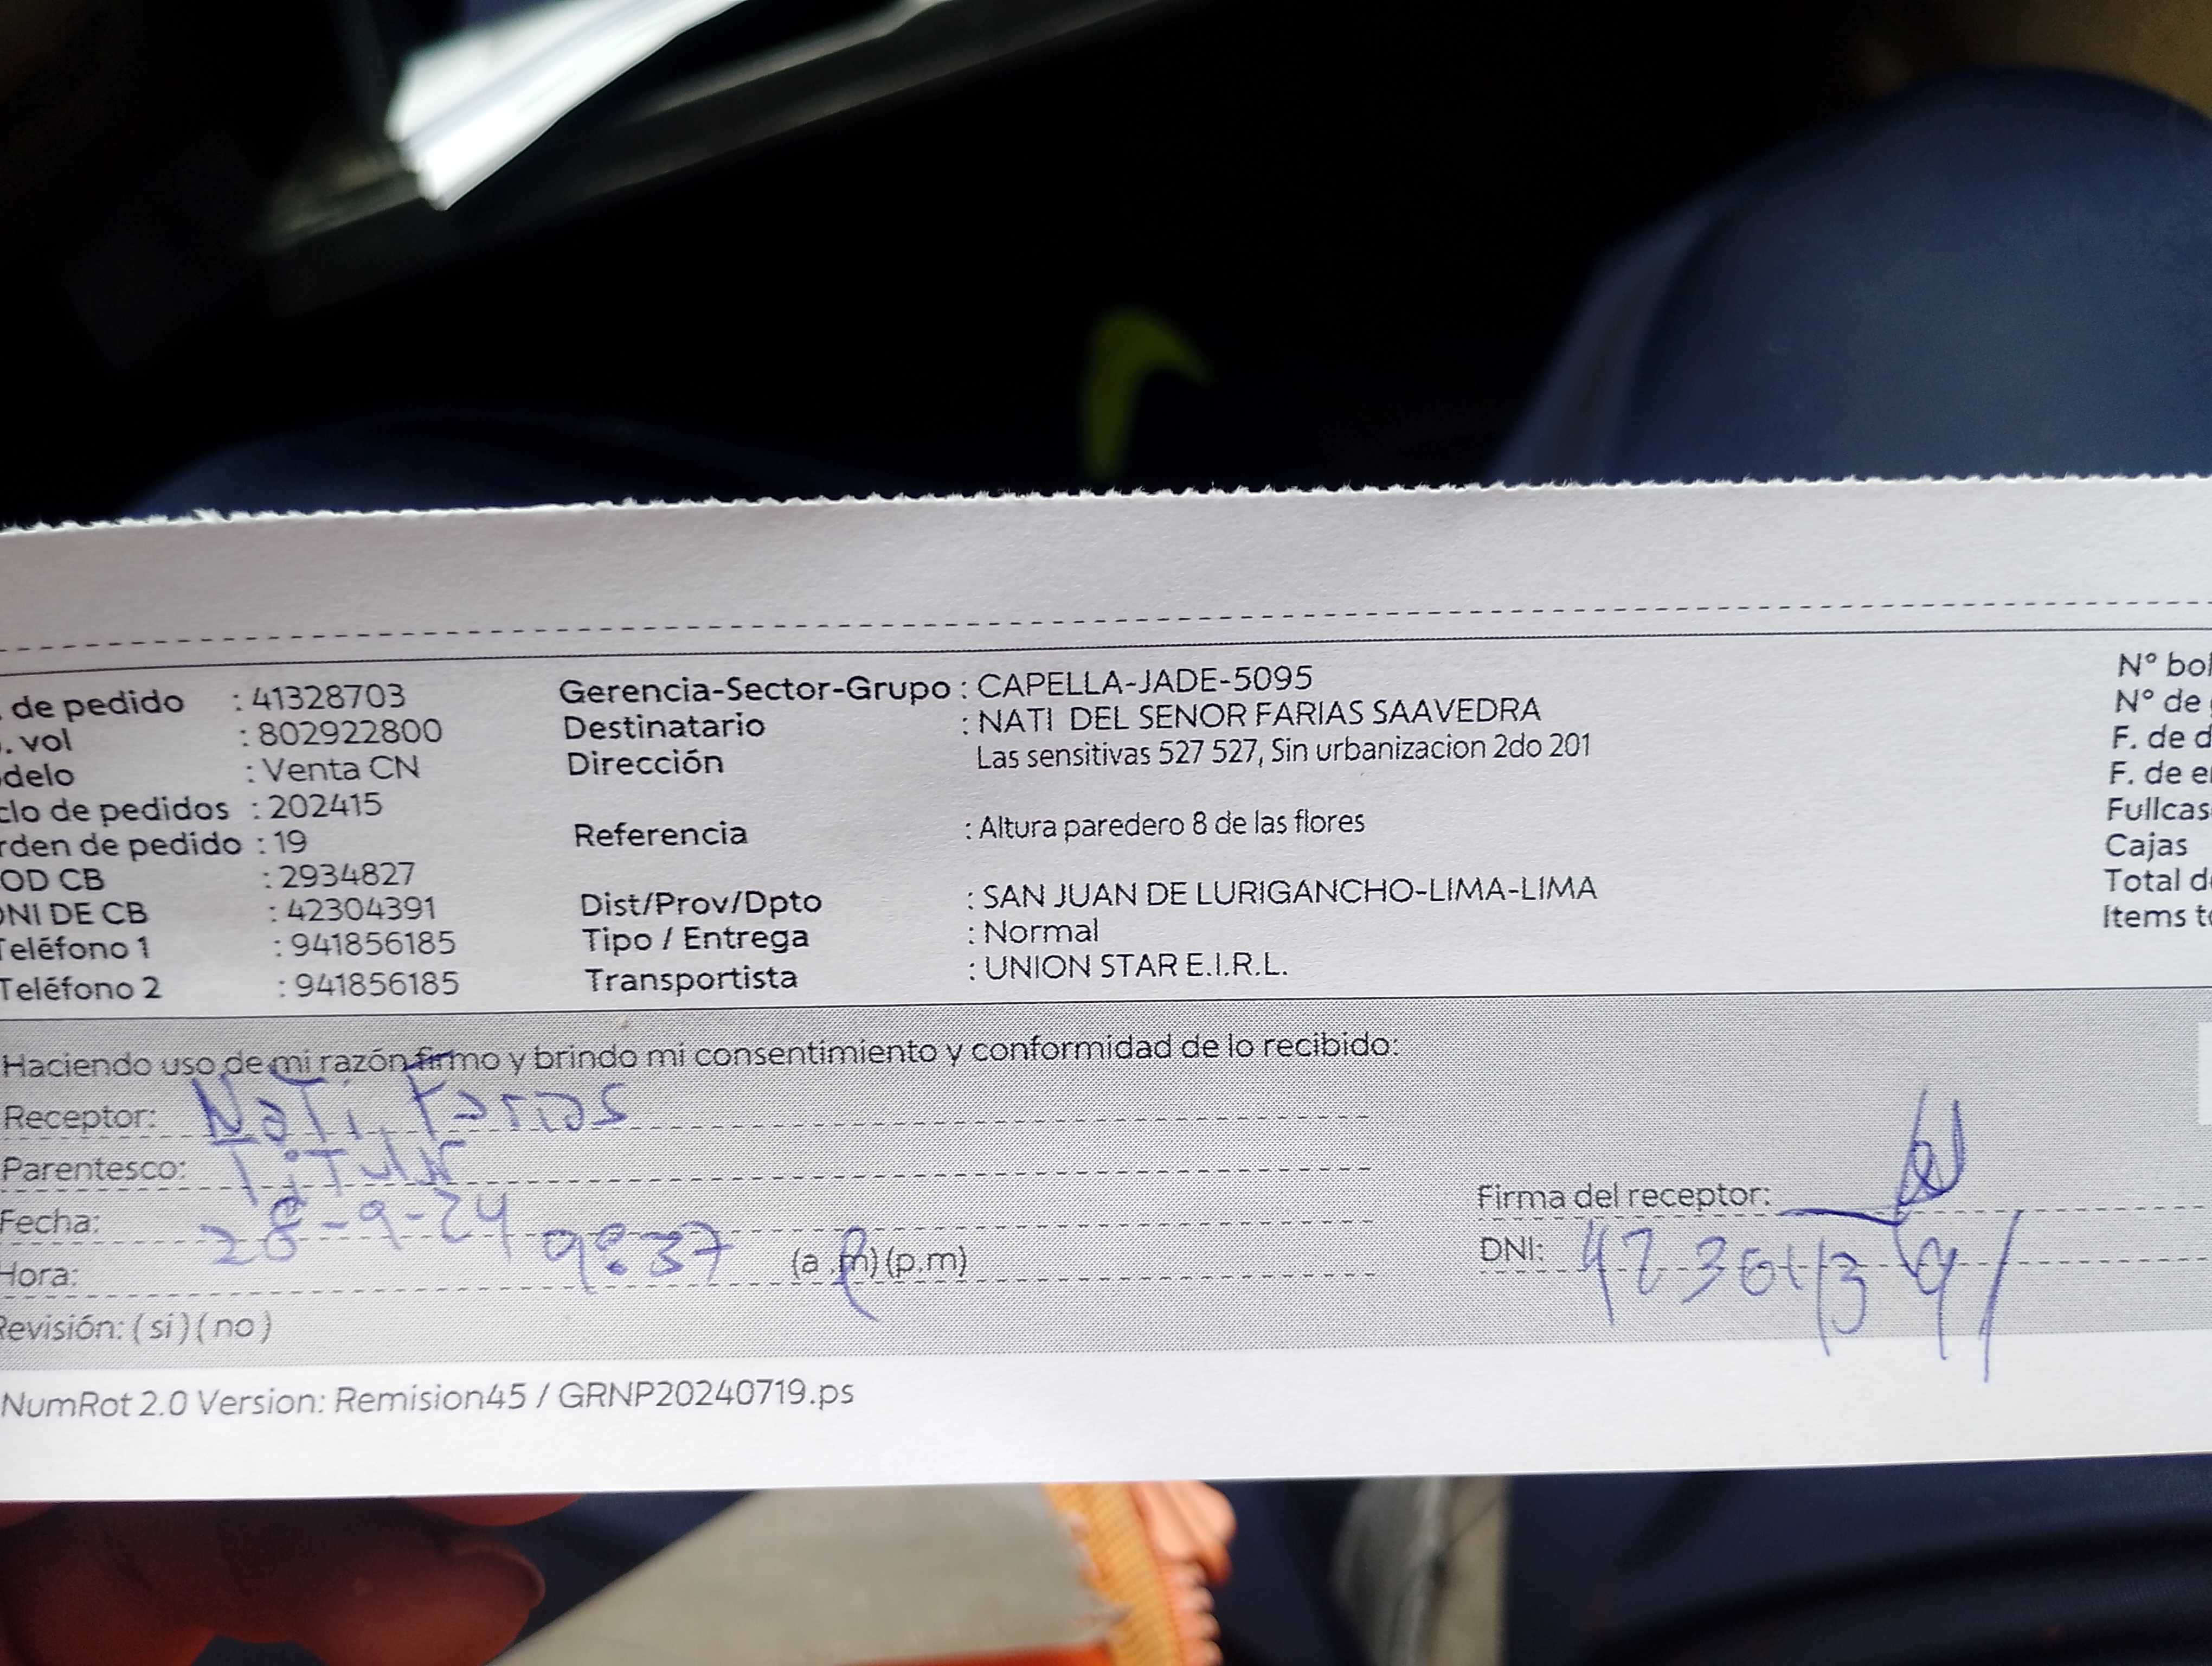 de pedido : 41328703 Gerencia-Sector-Grupo : CAPELLA-JADE-5095 N° bol
. vol : 802922800 Destinatario : NATI DEL SENOR FARIAS SAAVEDRA N° de
delo : Venta CN Dirección Las sensitivas 527 527, Sin urbanizacion 2do 201 F. de d
clo de pedidos : 202415 F. de e
rden de pedido : 19 Referencia : Altura paredero 8 de las flores Fullcas
OD CB : 2934827 Cajas
DNI DE CB : 42304391 Dist/Prov/Dpto : SAN JUAN DE LURIGANCHO-LIMA-LIMA Total d
Teléfono 1 : 941856185 Tipo / Entrega : Normal Items t
Teléfono 2 : 941856185 Transportista : UNION STAR E.I.R.L.
Haciendo uso de mi razón firmo y brindo mi consentimiento y conformidad de lo recibido:
Receptor: NaTi Farias
Parentesco: TiTular
Fecha: 28-9-24
Hora: 9:37 (a.m)(p.m)
Firma del receptor:
DNI: 42304391
Revisión: (si)(no)
NumRot 2.0 Version: Remision45 / GRNP20240719.ps